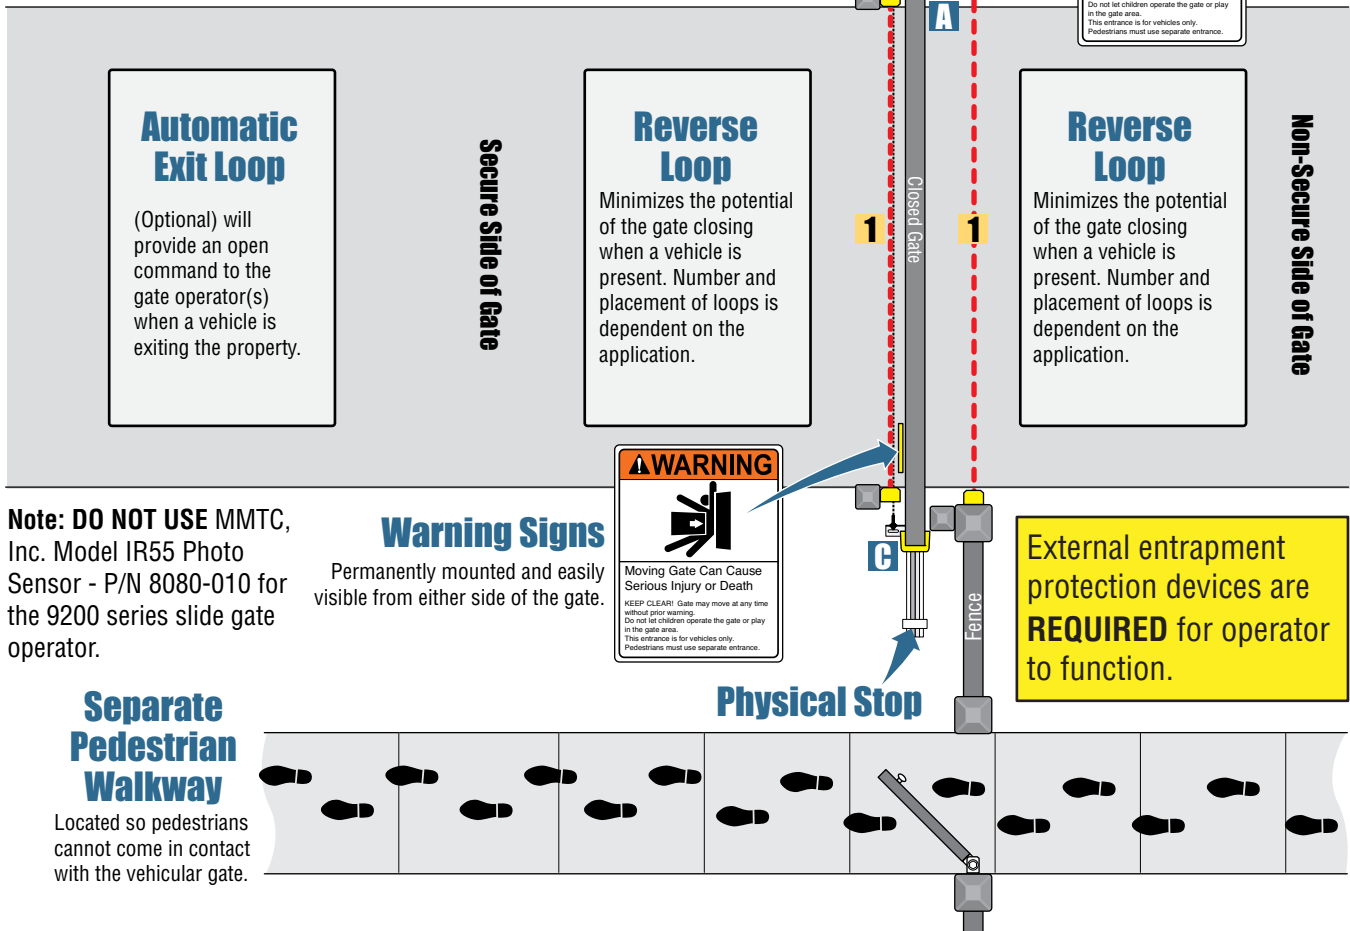 Do not let children operate the gate or play
in the gate area.
This entrance is for vehicles only.
Pedestrians must use separate entrance.
A
Automatic
Exit Loop
(Optional) will
provide an open
command to the
gate operator(s)
when a vehicle is
exiting the property.
Secure Side of Gate
Reverse
Loop
Minimizes the potential
of the gate closing
when a vehicle is
present. Number and
placement of loops is
dependent on the
application.
1
Closed Gate
1
Reverse
Loop
Minimizes the potential
of the gate closing
when a vehicle is
present. Number and
placement of loops is
dependent on the
application.
Non-Secure Side of Gate
Note: DO NOT USE MMTC,
Inc. Model IR55 Photo
Sensor - P/N 8080-010 for
the 9200 series slide gate
operator.
Warning Signs
Permanently mounted and easily
visible from either side of the gate.
WARNING
Moving Gate Can Cause
Serious Injury or Death
KEEP CLEAR! Gate may move at any time
without prior warning.
Do not let children operate the gate or play
in the gate area.
This entrance is for vehicles only.
Pedestrians must use separate entrance.
C
Physical Stop
Fence
External entrapment
protection devices are
REQUIRED for operator
to function.
Separate
Pedestrian
Walkway
Located so pedestrians
cannot come in contact
with the vehicular gate.